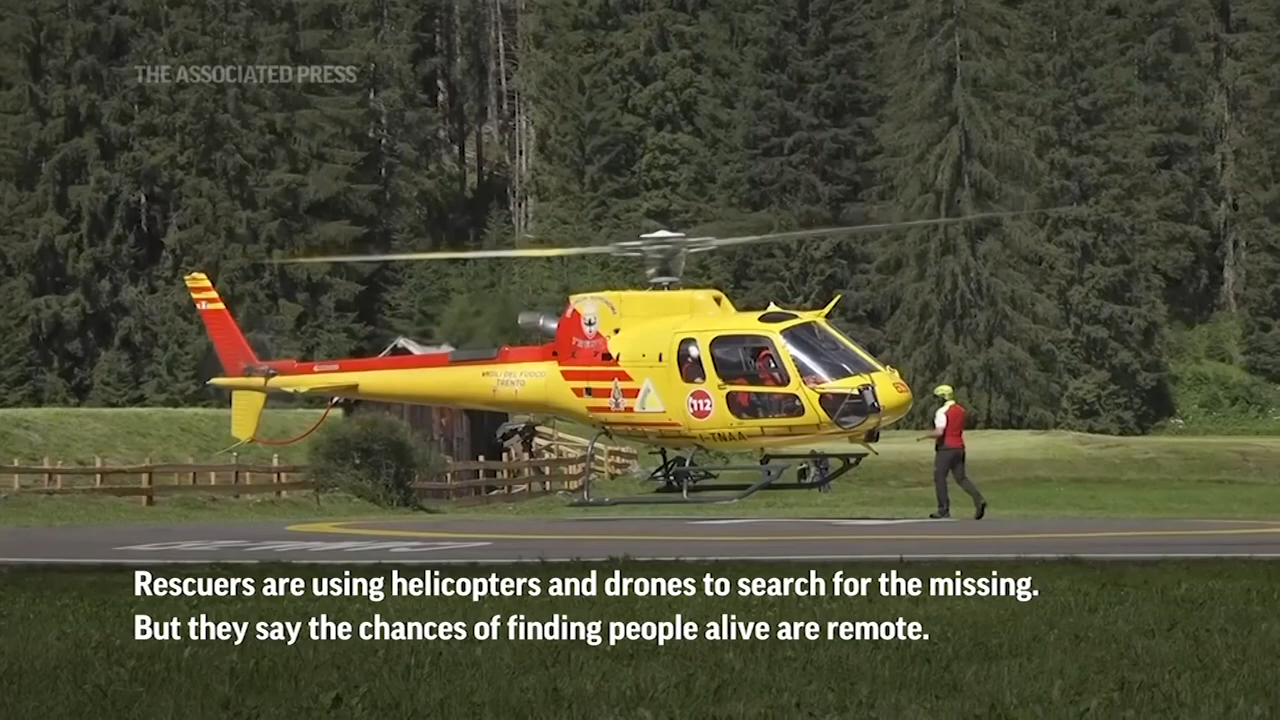 THE ASSOCIATED PRESS
VIGILI DEL FUOCO
TRENTO
112
I-TNAA
Rescuers are using helicopters and drones to search for the missing.
But they say the chances of finding people alive are remote.